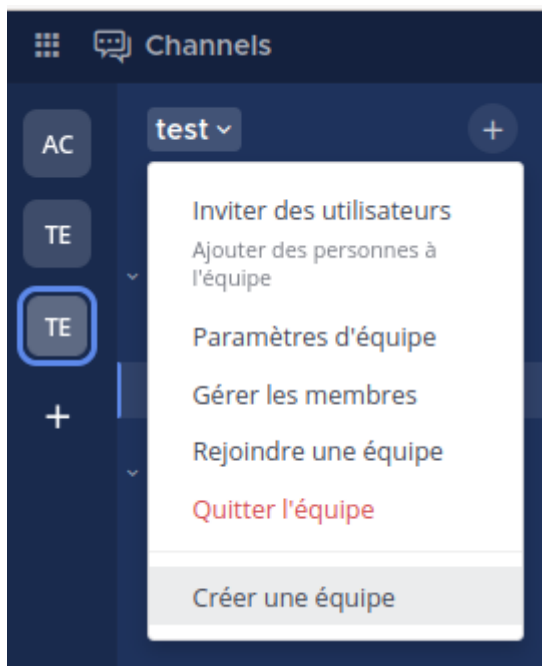 Channels
AC
test
TE
Inviter des utilisateurs
Ajouter des personnes à
l'équipe
TE
Paramètres d'équipe
Gérer les membres
Rejoindre une équipe
Quitter l'équipe
Créer une équipe